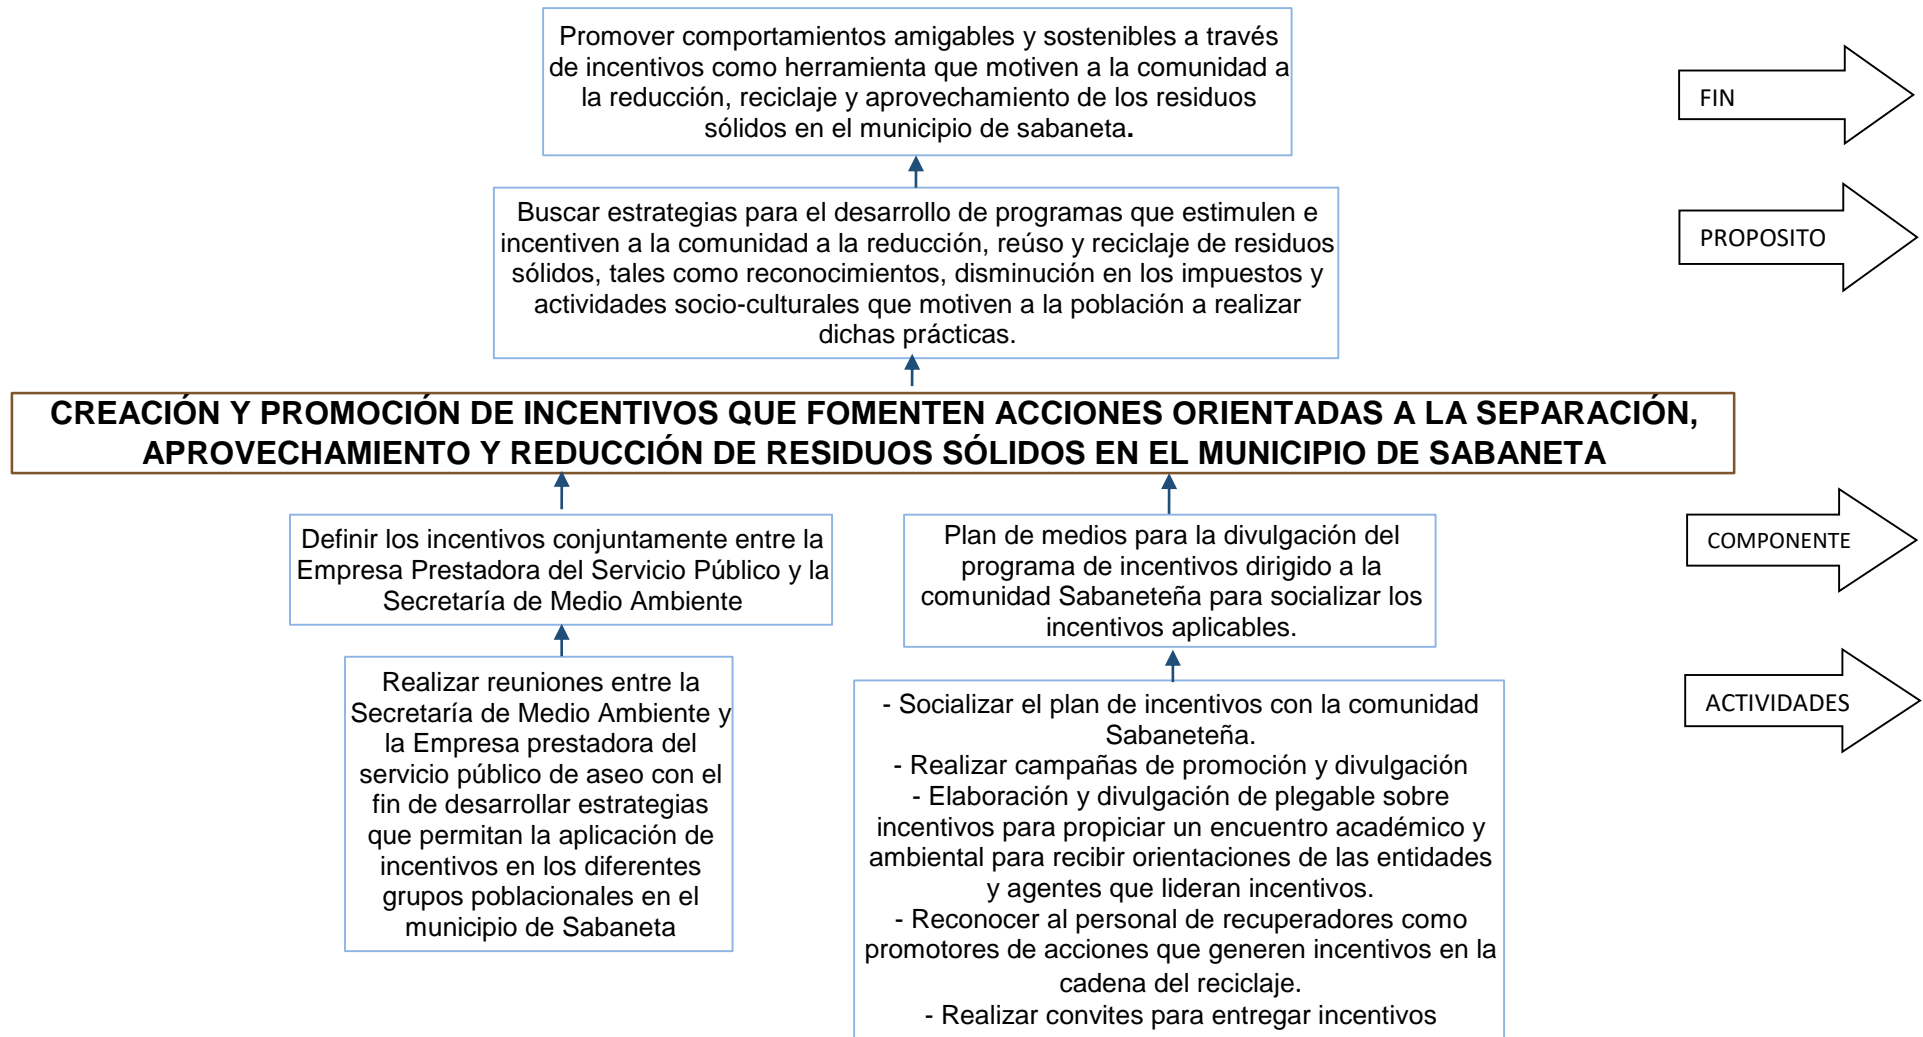 Promover comportamientos amigables y sostenibles a través
de incentivos como herramienta que motiven a la comunidad a
la reducción, reciclaje y aprovechamiento de los residuos
sólidos en el municipio de sabaneta.
FIN
Buscar estrategias para el desarrollo de programas que estimulen e
incentiven a la comunidad a la reducción, reúso y reciclaje de residuos
sólidos, tales como reconocimientos, disminución en los impuestos y
actividades socio-culturales que motiven a la población a realizar
dichas prácticas.
PROPOSITO
CREACIÓN Y PROMOCIÓN DE INCENTIVOS QUE FOMENTEN ACCIONES ORIENTADAS A LA SEPARACIÓN,
APROVECHAMIENTO Y REDUCCIÓN DE RESIDUOS SÓLIDOS EN EL MUNICIPIO DE SABANETA
Definir los incentivos conjuntamente entre la
Empresa Prestadora del Servicio Público y la
Secretaría de Medio Ambiente
Plan de medios para la divulgación del
programa de incentivos dirigido a la
comunidad Sabaneteña para socializar los
incentivos aplicables.
COMPONENTE
Realizar reuniones entre la
Secretaría de Medio Ambiente y
la Empresa prestadora del
servicio público de aseo con el
fin de desarrollar estrategias
que permitan la aplicación de
incentivos en los diferentes
grupos poblacionales en el
municipio de Sabaneta
- Socializar el plan de incentivos con la comunidad
Sabaneteña.
- Realizar campañas de promoción y divulgación
- Elaboración y divulgación de plegable sobre
incentivos para propiciar un encuentro académico y
ambiental para recibir orientaciones de las entidades
y agentes que lideran incentivos.
- Reconocer al personal de recuperadores como
promotores de acciones que generen incentivos en la
cadena del reciclaje.
- Realizar convites para entregar incentivos
ACTIVIDADES